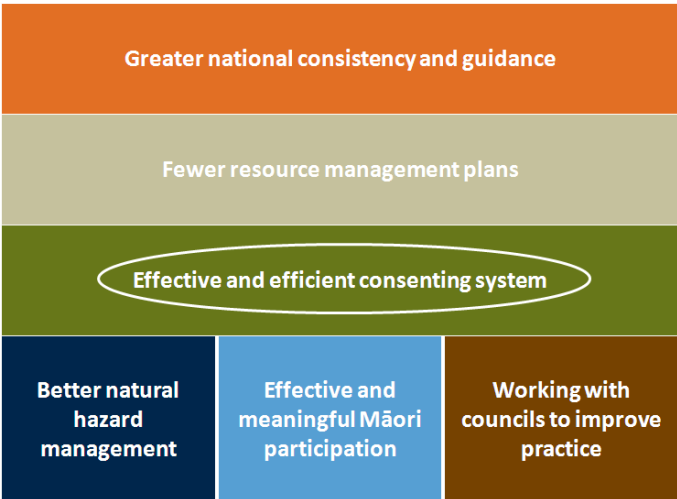 Greater national consistency and guidance
Fewer resource management plans
Effective and efficient consenting system
Better natural
hazard
management
Effective and
meaningful Māori
participation
Working with
councils to improve
practice